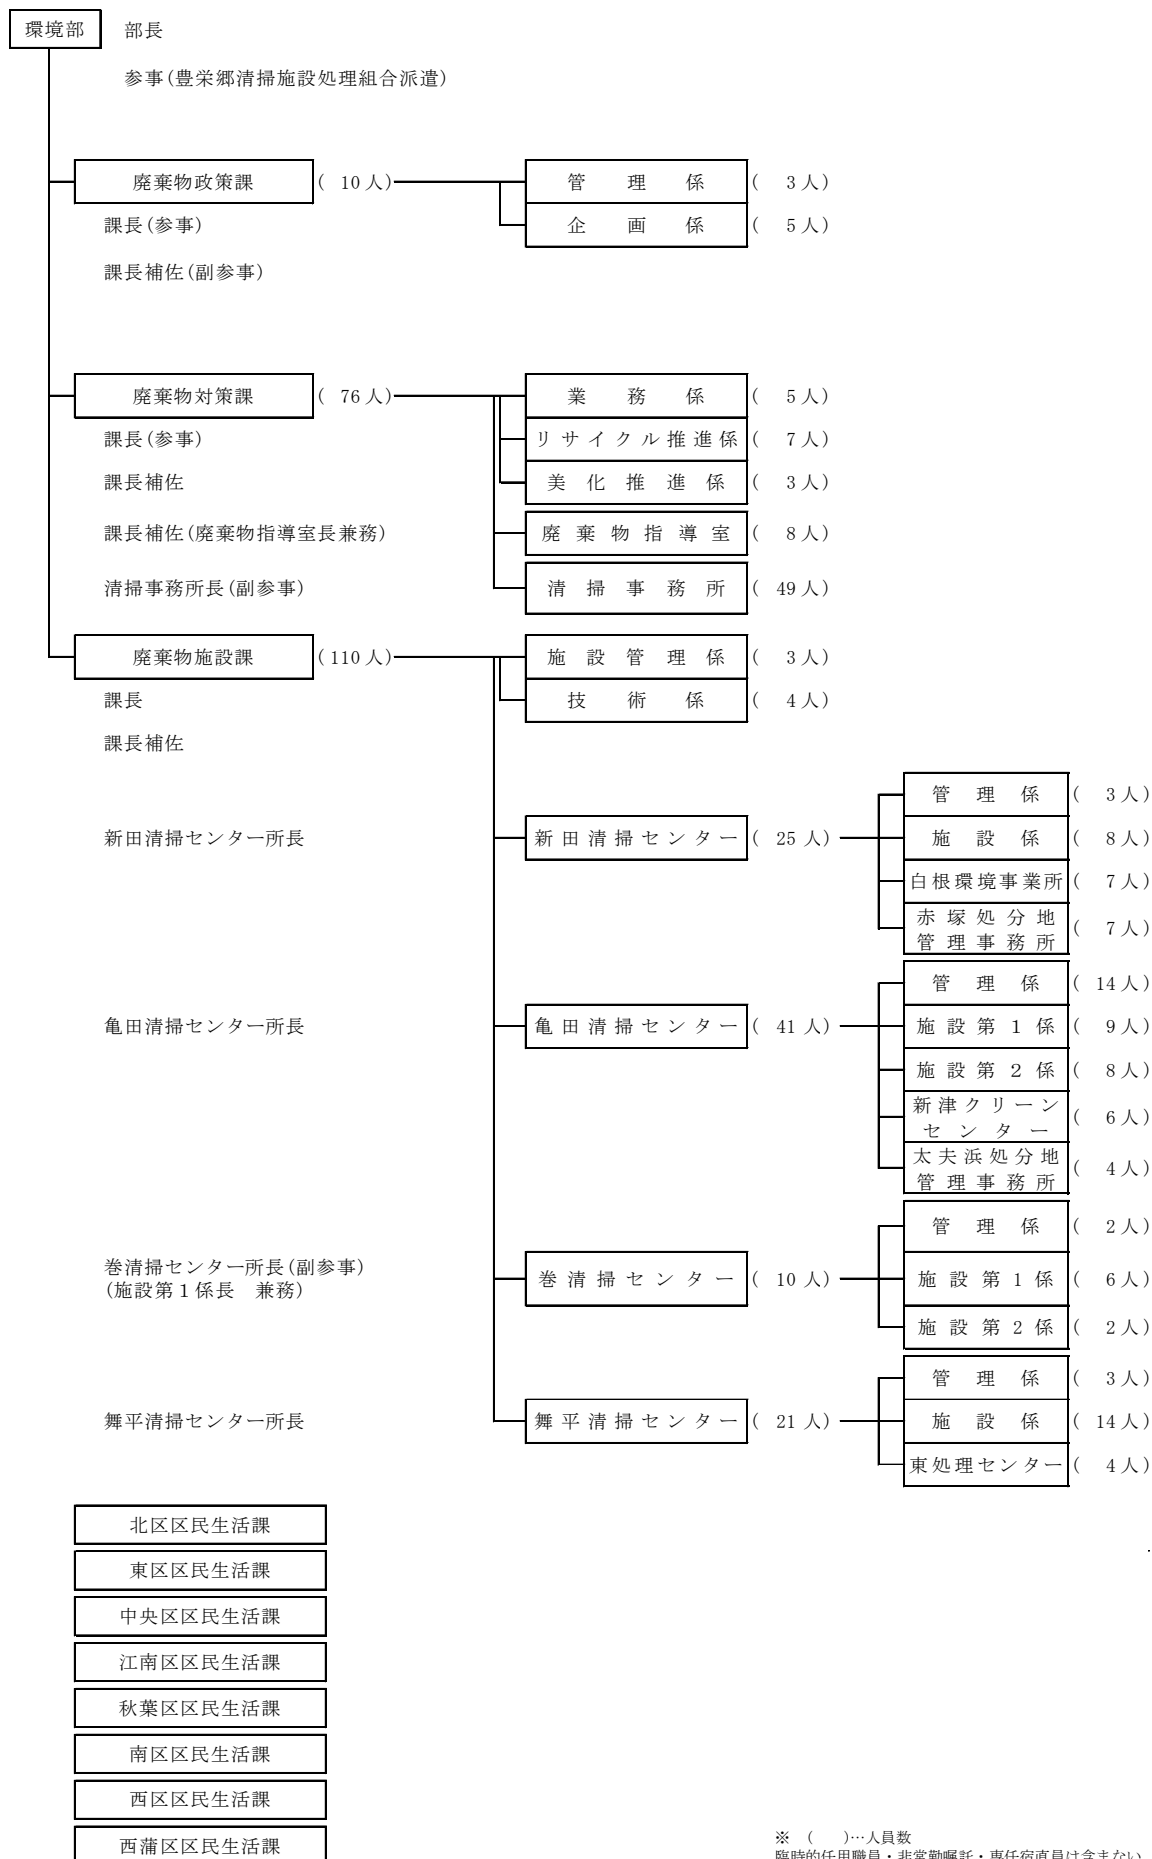 環境部 部長
参事(豊栄郷清掃施設処理組合派遣)
廃棄物政策課 ( 10人) 管理係 ( 3人)
課長(参事) 企画係 ( 5人)
課長補佐(副参事)
廃棄物対策課 ( 76人) 業務係 ( 5人)
課長(参事) リサイクル推進係 ( 7人)
課長補佐 美化推進係 ( 3人)
課長補佐(廃棄物指導室長兼務) 廃棄物指導室 ( 8人)
清掃事務所長(副参事) 清掃事務所 ( 49人)
廃棄物施設課 (110人) 施設管理係 ( 3人)
課長 技術係 ( 4人)
課長補佐
管理係 ( 3人)
新田清掃センター所長 新田清掃センター ( 25人) 施設係 ( 8人)
白根環境事業所 ( 7人)
赤塚処分地
管理事務所 ( 7人)
管理係 ( 14人)
亀田清掃センター所長 亀田清掃センター ( 41人) 施設第1係 ( 9人)
施設第2係 ( 8人)
新津クリーン
センター ( 6人)
太夫浜処分地
管理事務所 ( 4人)
管理係 ( 2人)
巻清掃センター所長(副参事)
(施設第1係長 兼務) 巻清掃センター ( 10人) 施設第1係 ( 6人)
施設第2係 ( 2人)
管理係 ( 3人)
舞平清掃センター所長 舞平清掃センター ( 21人) 施設係 ( 14人)
東処理センター ( 4人)
北区区民生活課
東区区民生活課
中央区区民生活課
江南区区民生活課
秋葉区区民生活課
南区区民生活課
西区区民生活課
西蒲区区民生活課
※ ( )…人員数
臨時的任用職員・非常勤嘱託・専任宿直員は含まない